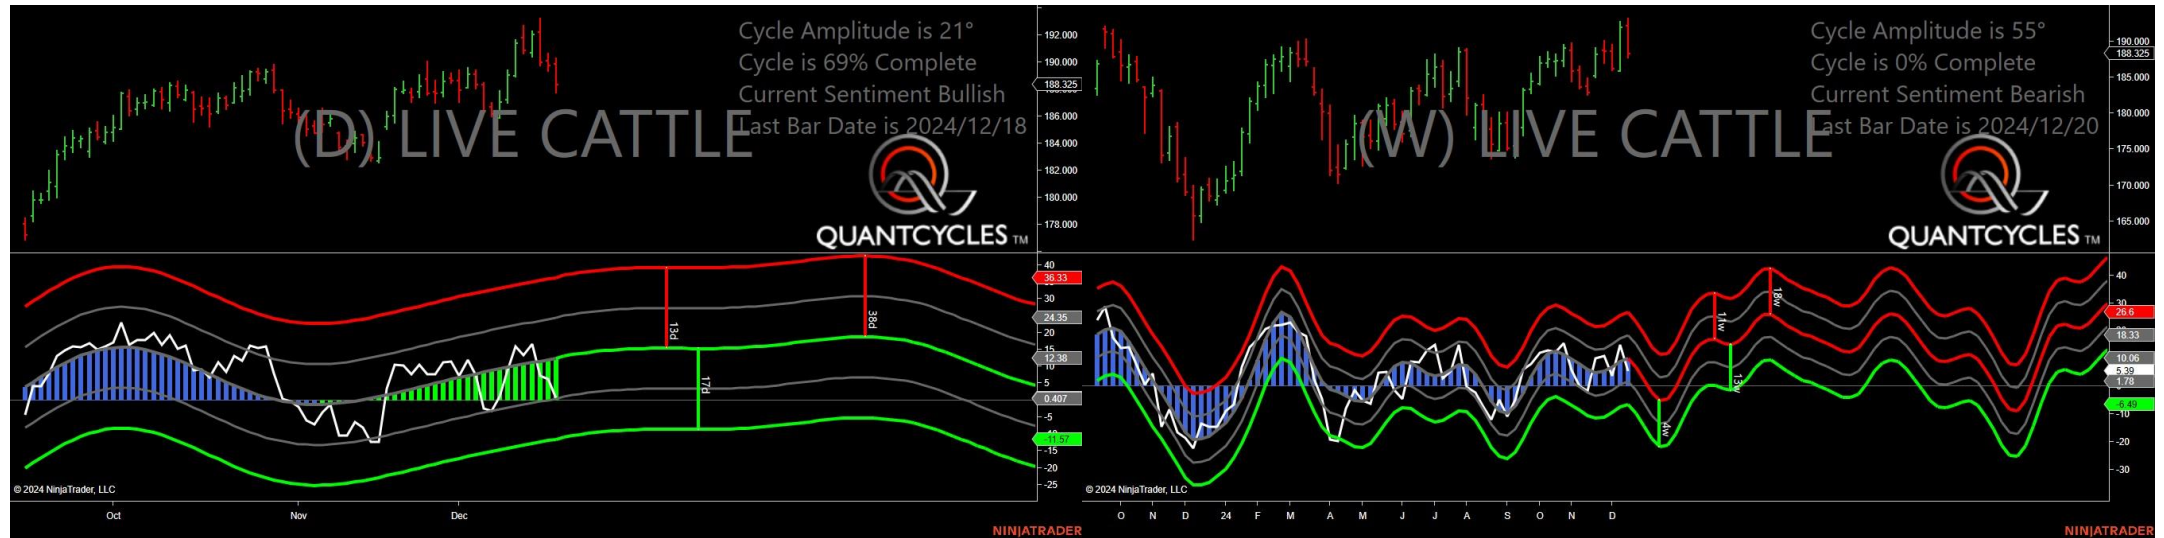 Cycle Amplitude is 21°
Cycle is 69% Complete
Current Sentiment Bullish
Last Bar Date is 2024/12/18
(D) LIVE CATTLE
QUANTCYCLES TM
192.000
190.000
188.325
186.000
184.000
182.000
180.000
178.000
40
36.33
30
24.35
20
15
12.38
10
5
0.407
-5
-11.57
-15
-20
-25
13d
17d
38d
© 2024 NinjaTrader, LLC
Oct Nov Dec
NINJATRADER
Cycle Amplitude is 55°
Cycle is 0% Complete
Current Sentiment Bearish
Last Bar Date is 2024/12/20
(W) LIVE CATTLE
QUANTCYCLES TM
190.000
188.325
185.000
180.000
175.000
170.000
165.000
40
30
26.6
18.33
10.06
5.39
1.78
-6.49
-10
-20
-30
4w
11w
13w
18w
© 2024 NinjaTrader, LLC
O N D 24 F M A M J J A S O N D
NINJATRADER